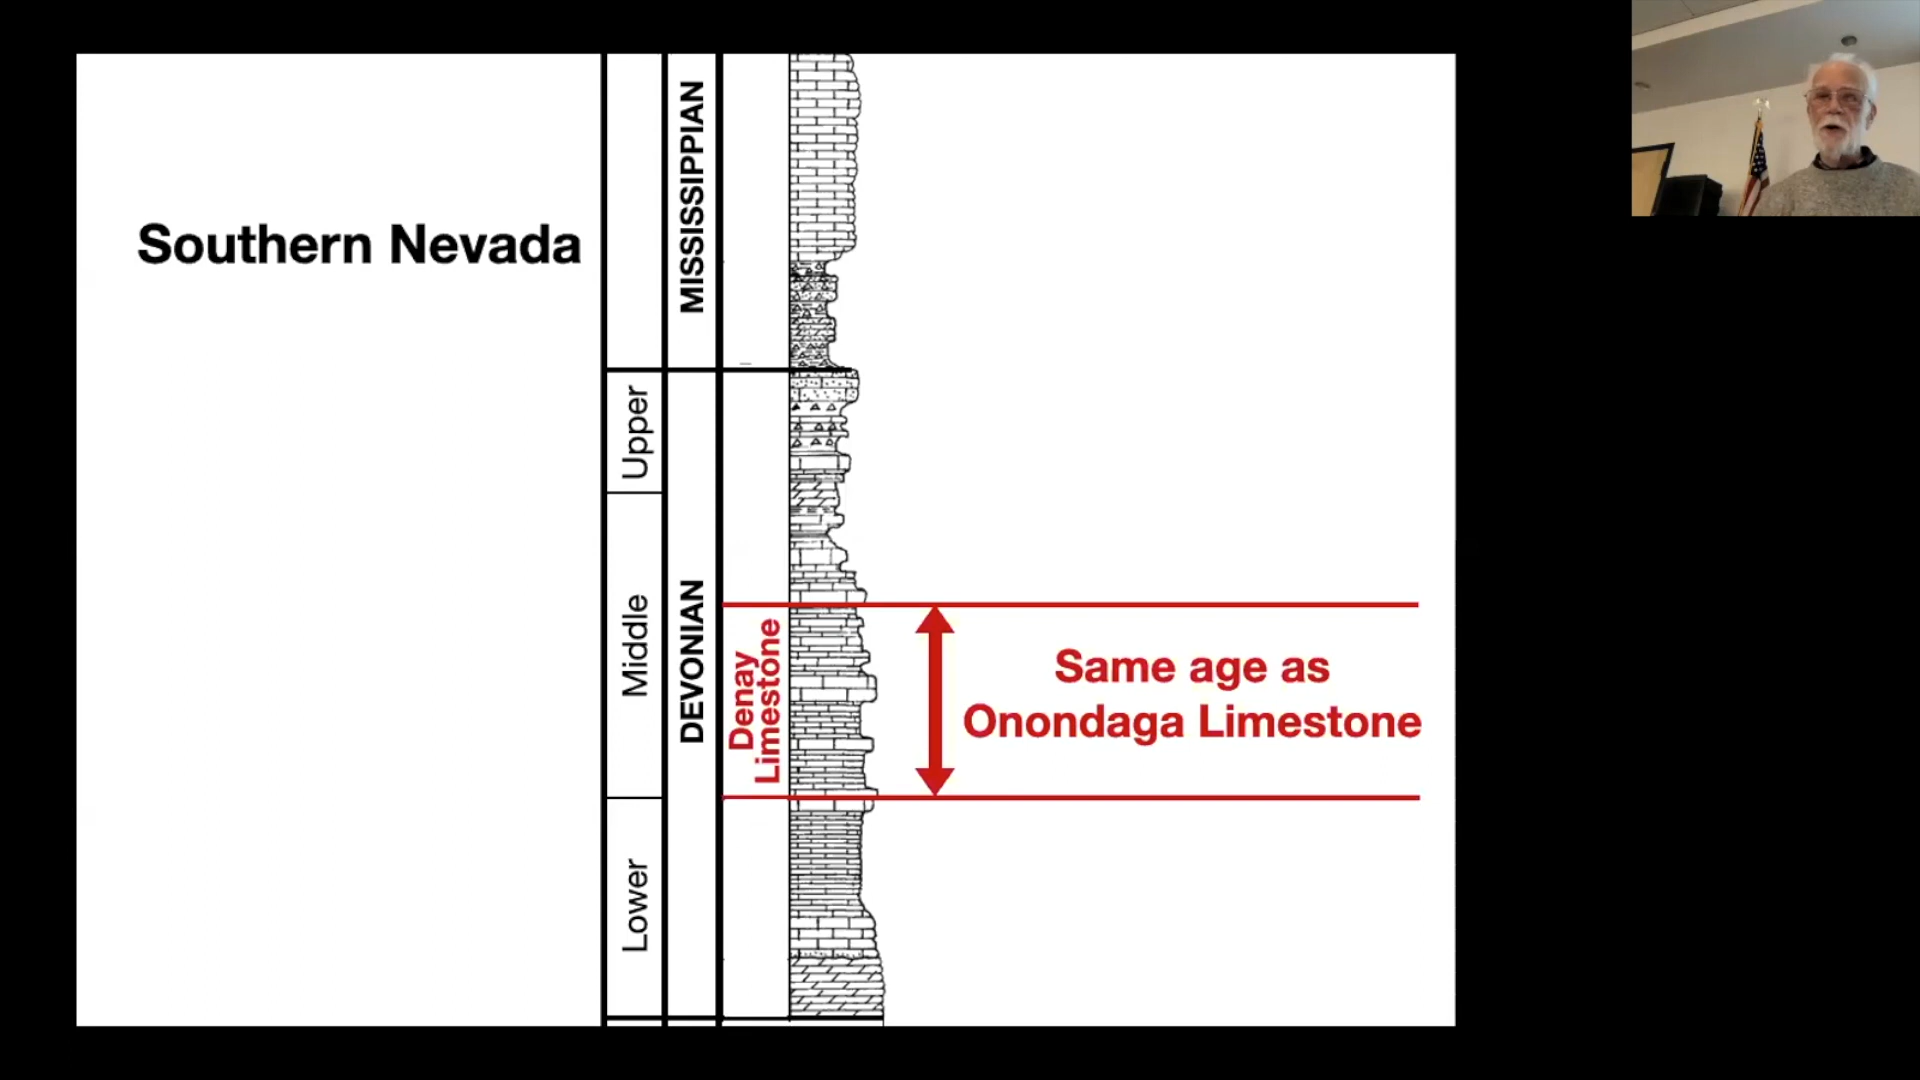 Southern Nevada
MISSISSIPPIAN
Upper
Middle
Lower
DEVONIAN
Denay
Limestone
Same age as
Onondaga Limestone